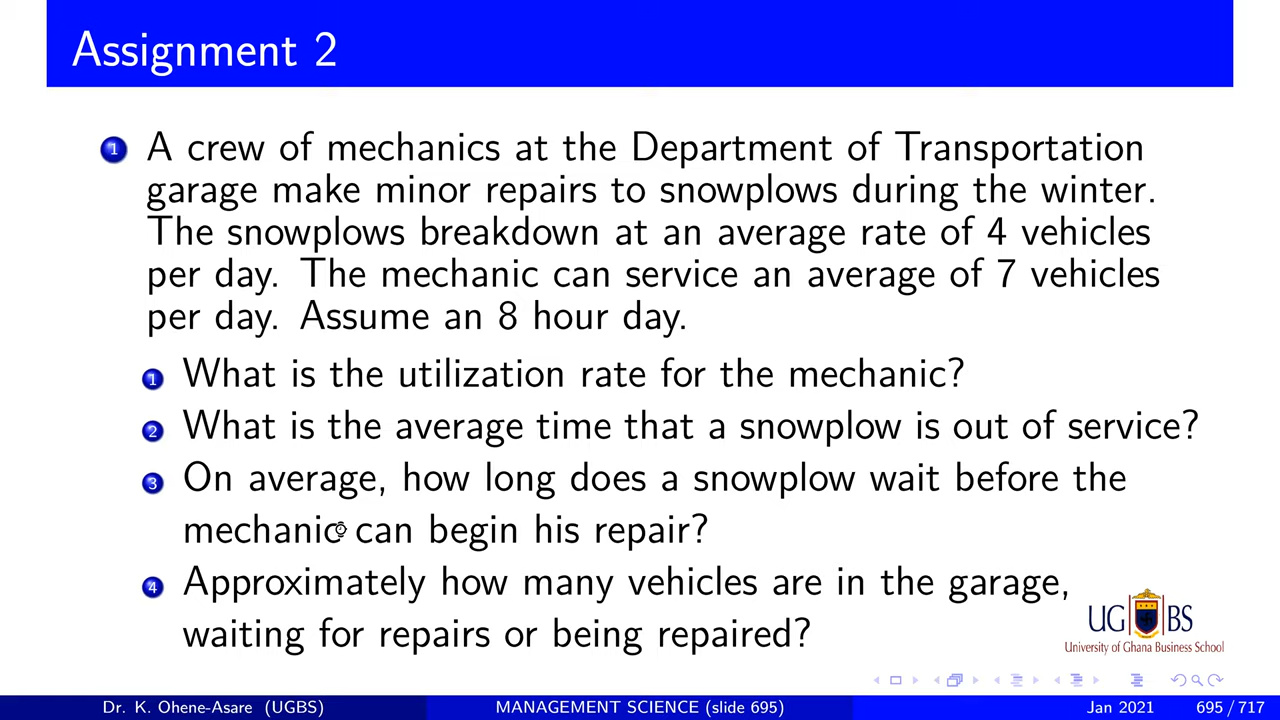 Assignment 2
1 A crew of mechanics at the Department of Transportation
garage make minor repairs to snowplows during the winter.
The snowplows breakdown at an average rate of 4 vehicles
per day. The mechanic can service an average of 7 vehicles
per day. Assume an 8 hour day.
1 What is the utilization rate for the mechanic?
2 What is the average time that a snowplow is out of service?
3 On average, how long does a snowplow wait before the
mechanic can begin his repair?
4 Approximately how many vehicles are in the garage,
waiting for repairs or being repaired?
UG BS
University of Ghana Business School
Dr. K. Ohene-Asare (UGBS) MANAGEMENT SCIENCE (slide 695) Jan 2021 695 / 717